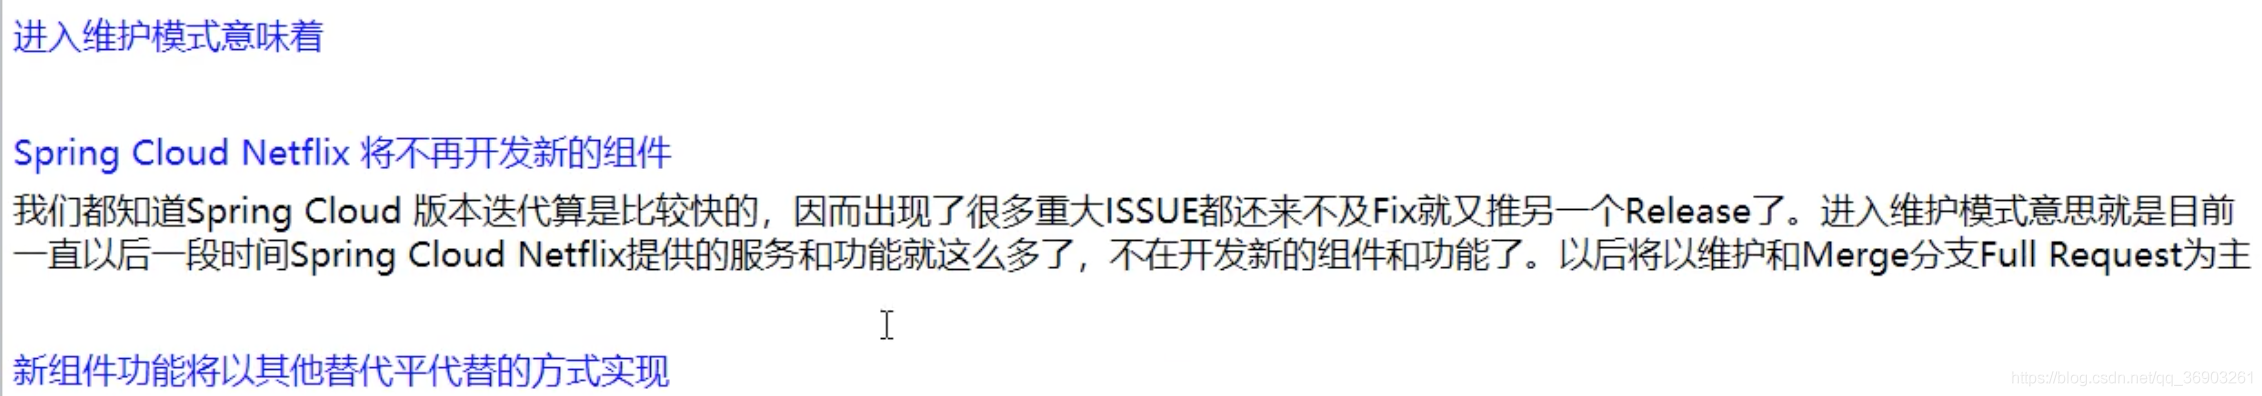 进入维护模式意味着
Spring Cloud Netflix 将不再开发新的组件
我们都知道Spring Cloud 版本迭代算是比较快的，因而出现了很多重大ISSUE都还来不及Fix就又推另一个Release了。进入维护模式意思就是目前
一直以后一段时间Spring Cloud Netflix提供的服务和功能就这么多了，不在开发新的组件和功能了。以后将以维护和Merge分支Full Request为主
新组件功能将以其他替代平代替的方式实现
https://blog.csdn.net/qq_36903261